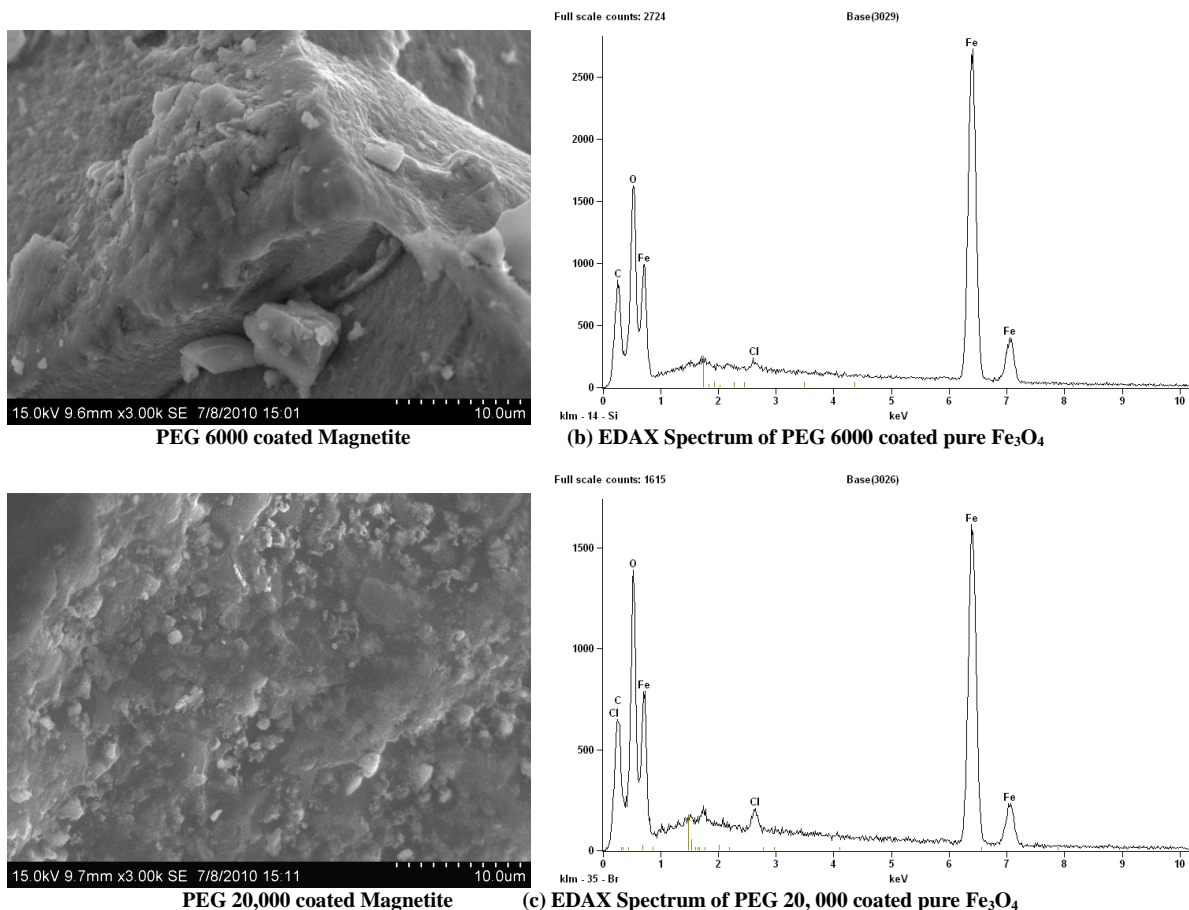 Full scale counts: 2724 Base(3029)
Fe
2500
2000
O
1500
Fe
1000
C
500
Cl
Fe
0
0 1 2 3 4 5 6 7 8 9 10
klm - 14 - Si keV
15.0kV 9.6mm x3.00k SE 7/8/2010 15:01 10.0um
PEG 6000 coated Magnetite
(b) EDAX Spectrum of PEG 6000 coated pure Fe₃O₄
Full scale counts: 1615 Base(3026)
Fe
1500
O
1000
Fe
C
Cl
500
Cl
Fe
0
0 1 2 3 4 5 6 7 8 9 10
klm - 35 - Br keV
15.0kV 9.7mm x3.00k SE 7/8/2010 15:11 10.0um
PEG 20,000 coated Magnetite
(c) EDAX Spectrum of PEG 20, 000 coated pure Fe₃O₄